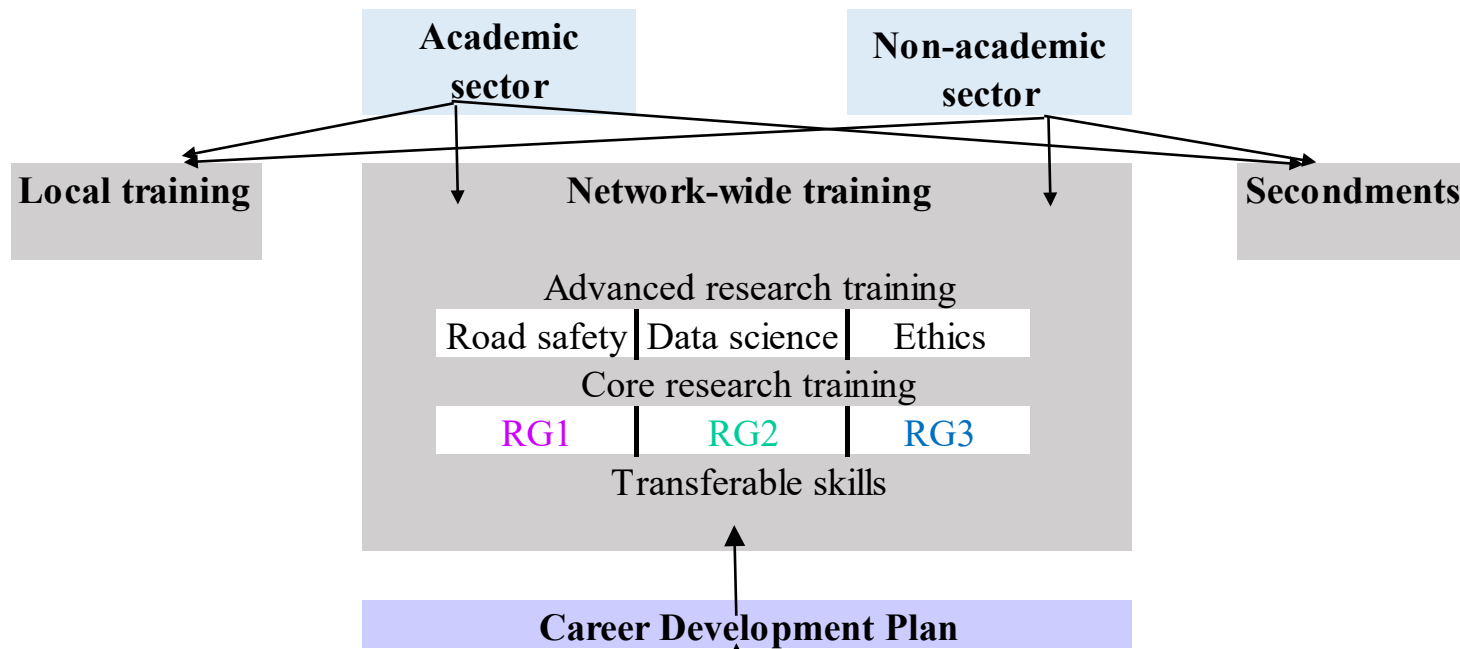 Academic
sector
Non-academic
sector
Local training
Network-wide training
Secondments
Advanced research training
Road safety
Data science
Ethics
Core research training
RG1
RG2
RG3
Transferable skills
Career Development Plan